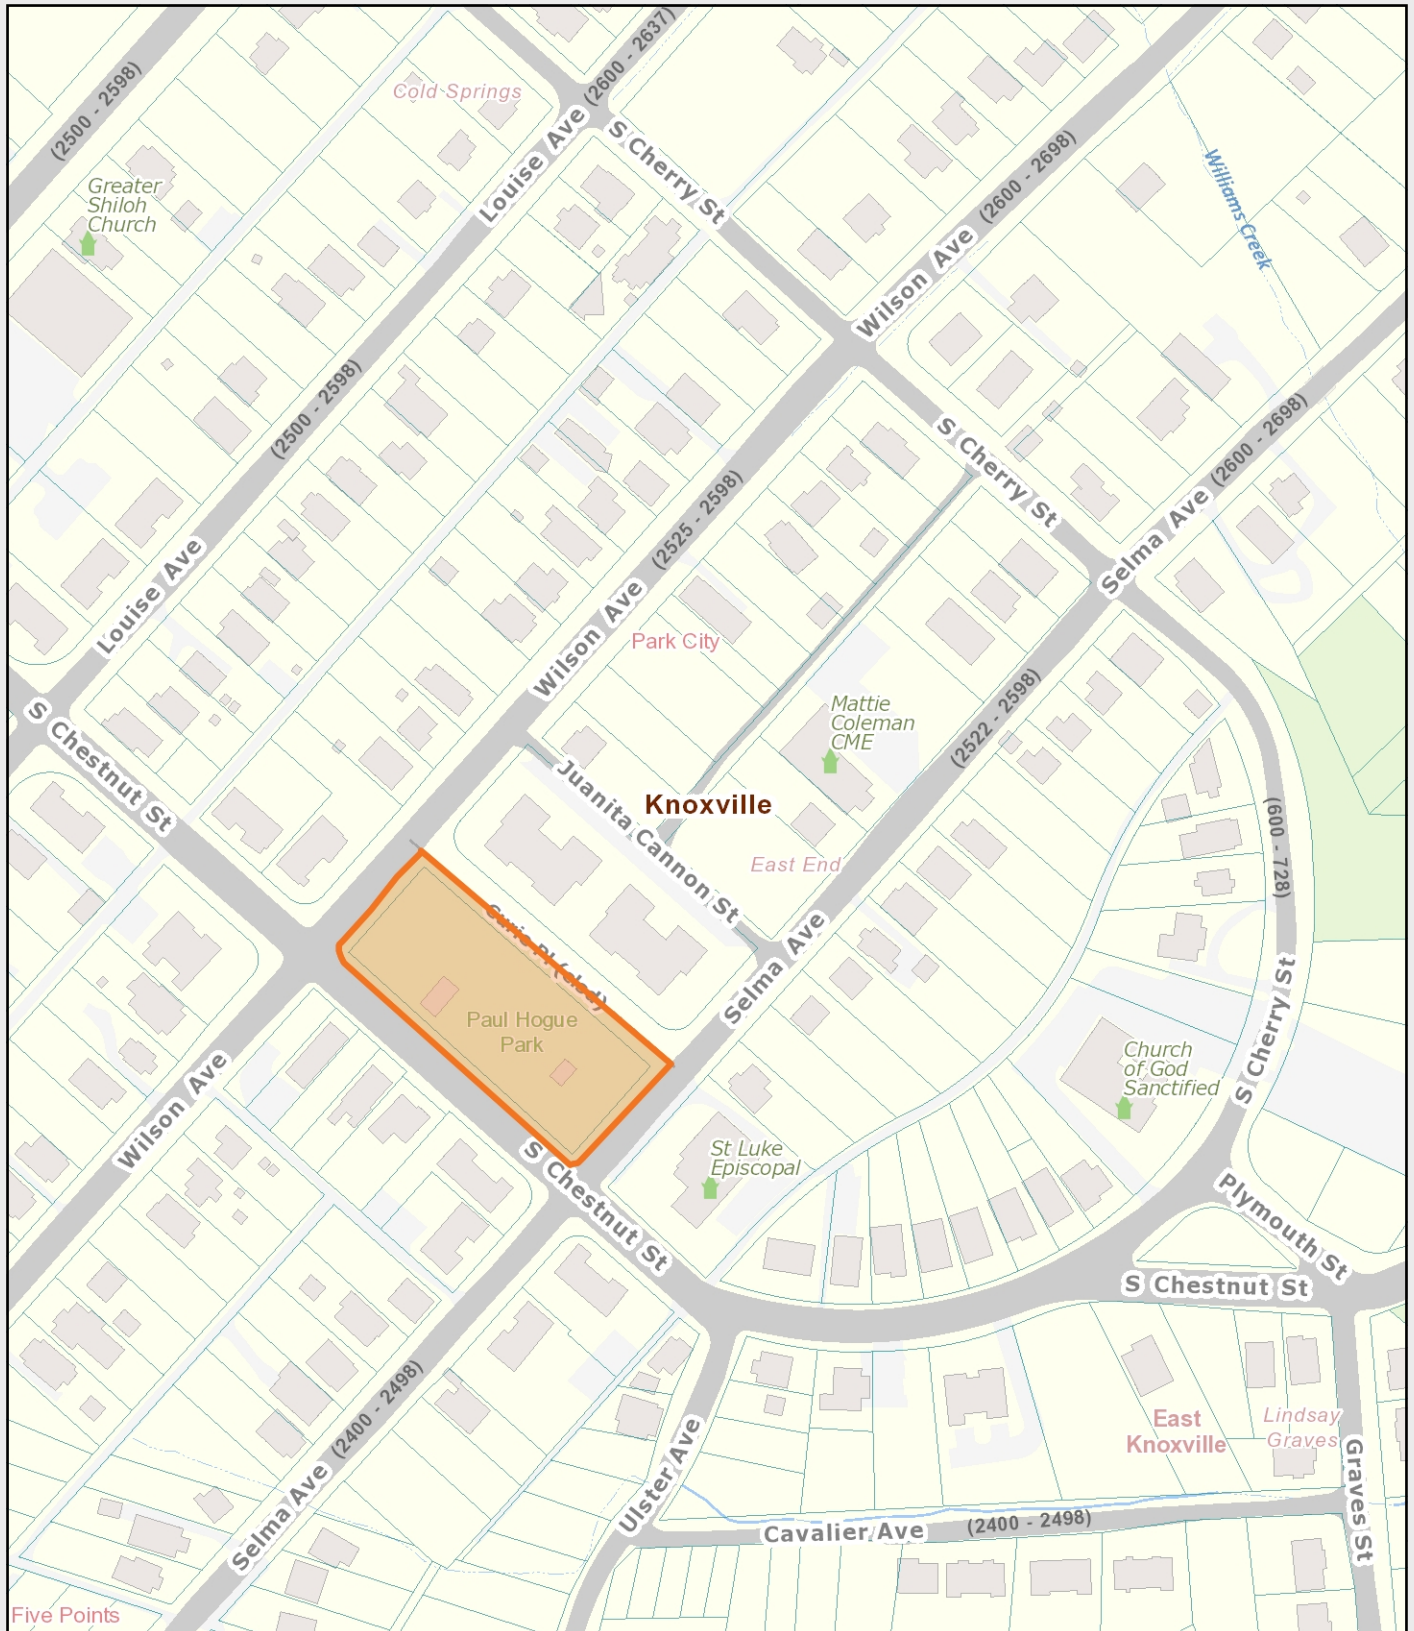 (2600 - 2637)
(2500 - 2598)
Cold Springs
Louise Ave
S Cherry St
Williams Creek
(2600 - 2698)
Greater
Shiloh
Church
Wilson Ave
(2500 - 2598)
(2600 - 2698)
S Cherry St
(2525 - 2598)
Selma Ave
Louise Ave
Wilson Ave
Park City
(2522 - 2598)
Mattie
Coleman
CME
S Chestnut St
Juanita Cannon St
Knoxville
(600 - 728)
East End
Curie Pl (clsd)
Selma Ave
Paul Hogue
Park
S Cherry St
Church
of God
Sanctified
Wilson Ave
St Luke
Episcopal
S Chestnut St
Plymouth St
S Chestnut St
(2400 - 2498)
East
Knoxville
Lindsay
Graves
Ulster Ave
Graves St
Selma Ave
Cavalier Ave
(2400 - 2498)
Five Points